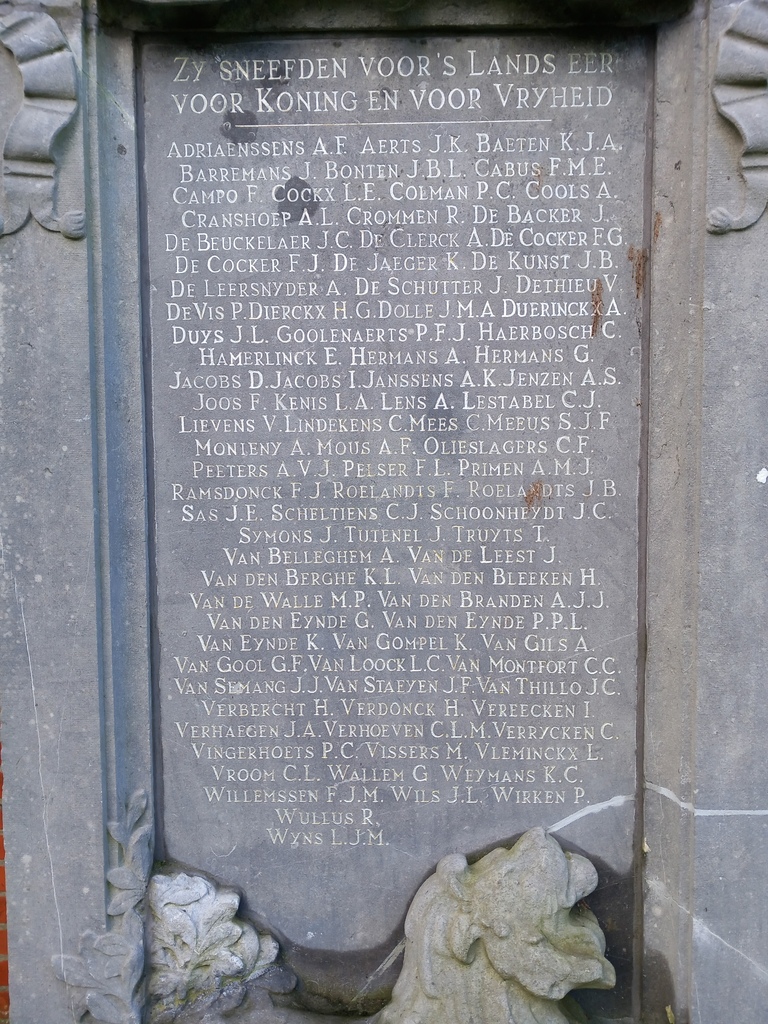 ZY SNEEFDEN VOOR'S LANDS EER
VOOR KONING EN VOOR VRYHEID
ADRIAENSSENS A.F. AERTS J.K. BAETEN K.J.A.
BARREMANS J. BONTEN J.B.L. CABUS F.M.E.
CAMPO F. COCKX L.E. COLMAN P.C. COOLS A.
CRANSHOEP A.L. CROMMEN R. DE BACKER J.
DE BEUCKELAER J.C. DE CLERCK A. DE COCKER F.G.
DE COCKER F.J. DE JAEGER K. DE KUNST J.B.
DE LEERSNYDER A. DE SCHUTTER J. DETHIEU V.
DE VIS P. DIERCKX H.G. DOLLE J.M.A DUERINCKX A.
DUYS J.L. GOOLENAERTS P.F.J. HAERBOSCH C.
HAMERLINCK E. HERMANS A. HERMANS G.
JACOBS D. JACOBS I. JANSSENS A.K. JENZEN A.S.
JOOS F. KENIS L.A. LENS A. LESTABEL C.J.
LIEVENS V. LINDEKENS C. MEES C. MEEUS S.J.F
MONIENY A. MOUS A.F. OLIESLAGERS C.F.
PEETERS A.V.J. PELSER F.L. PRIMEN A.M.J.
RAMSDONCK F.J. ROELANDTS F. ROELANDTS J.B.
SAS J.E. SCHELTIENS C.J. SCHOONHEYDT J.C.
SYMONS J. TUTENEL J. TRUYTS T.
VAN BELLEGHEM A. VAN DE LEEST J.
VAN DEN BERGHE K.L. VAN DEN BLEEKEN H.
VAN DE WALLE M.P. VAN DEN BRANDEN A.J.J.
VAN DEN EYNDE G. VAN DEN EYNDE P.P.L.
VAN EYNDE K. VAN GOMPEL K. VAN GILS A.
VAN GOOL G.F. VAN LOOCK L.C. VAN MONTFORT C.C.
VAN SEMANG J.J. VAN STAEYEN J.F. VAN THILLO J.C.
VERBERCHT H. VERDONCK H. VEREECKEN I.
VERHAEGEN J.A. VERHOEVEN C.L.M. VERRYCKEN C.
VINGERHOETS P.C. VISSERS M. VLEMINCKX L.
VROOM C.L. WALLEM G. WEYMANS K.C.
WILLEMSSEN F.J.M. WILS J.L. WIRKEN P.
WULLUS R.
WYNS L.J.M.